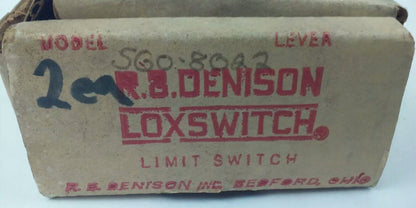 MODEL LEVER
SGO-8022
2ea R.B.DENISON
LOXSWITCH®
LIMIT SWITCH
R.B. DENISON INC. BEDFORD, OHIO